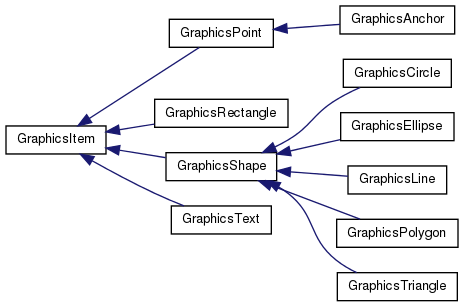 GraphicsAnchor
GraphicsPoint
GraphicsCircle
GraphicsRectangle
GraphicsEllipse
GraphicsItem
GraphicsShape
GraphicsLine
GraphicsText
GraphicsPolygon
GraphicsTriangle